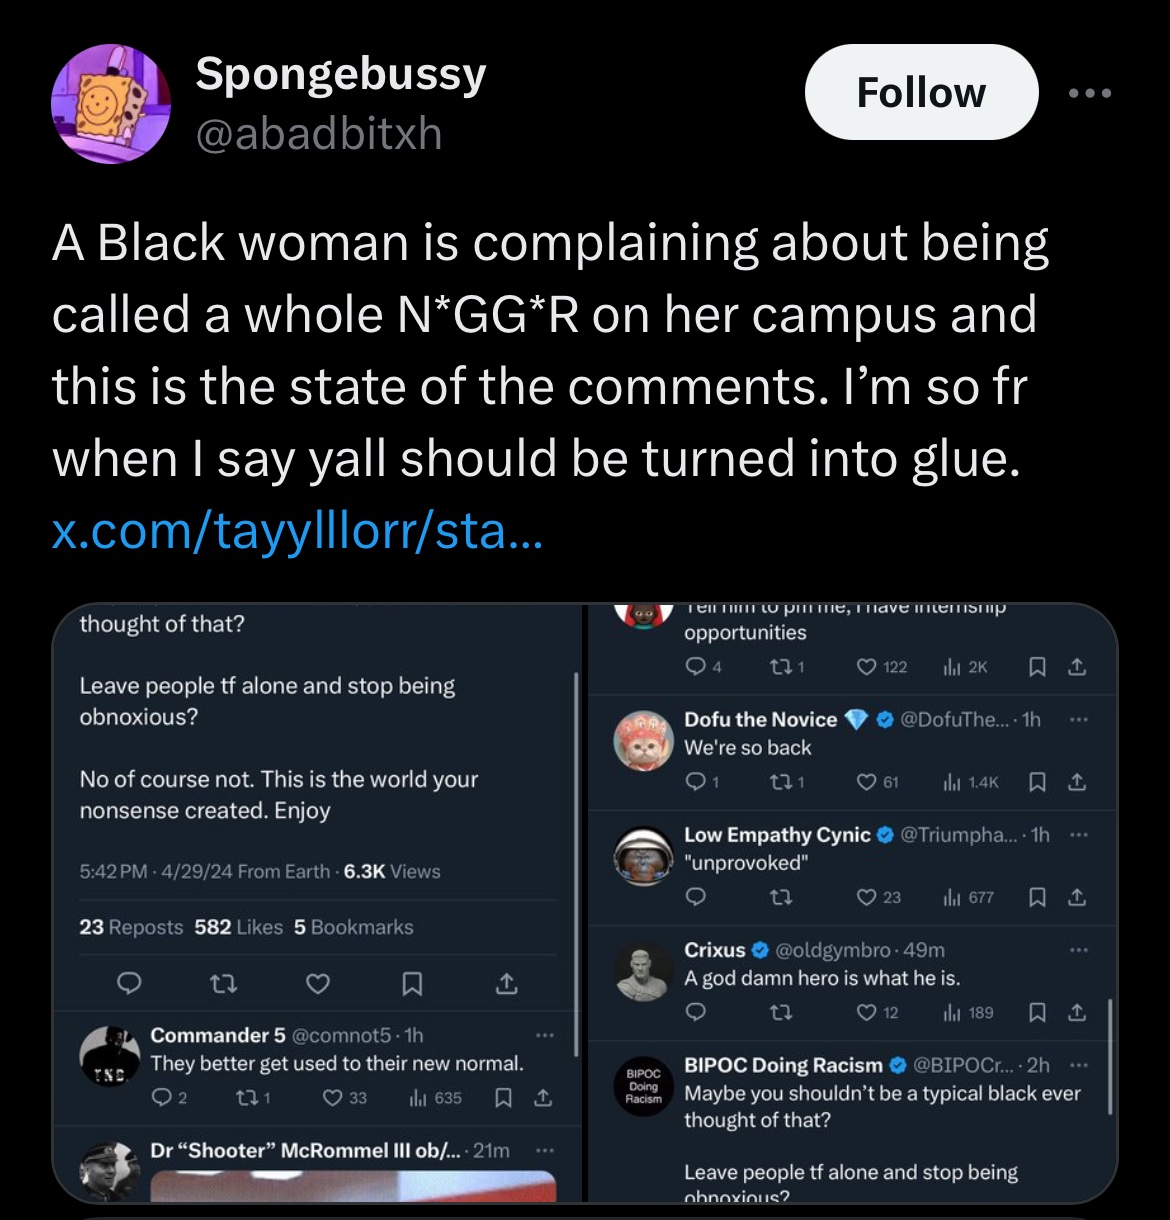 Spongebussy
@abadbitxh
Follow
A Black woman is complaining about being
called a whole N*GG*R on her campus and
this is the state of the comments. I'm so fr
when I say yall should be turned into glue.
x.com/tayylllorr/sta...
thought of that?
Leave people tf alone and stop being
obnoxious?
No of course not. This is the world your
nonsense created. Enjoy
5:42 PM · 4/29/24 From Earth · 6.3K Views
23 Reposts 582 Likes 5 Bookmarks
Commander 5 @comnot5 · 1h
They better get used to their new normal.
2 1 33 635
Dr “Shooter” McRommel III ob/... · 21m
Tell him to pm me, I have internship
opportunities
4 1 122 2K
Dofu the Novice @DofuThe... · 1h
We're so back
1 1 61 1.4K
Low Empathy Cynic @Triumpha... · 1h
"unprovoked"
23 677
Crixus @oldgymbro · 49m
A god damn hero is what he is.
12 189
BIPOC
Doing
Racism
BIPOC Doing Racism @BIPOCr... · 2h
Maybe you shouldn't be a typical black ever
thought of that?
Leave people tf alone and stop being
obnoxious?